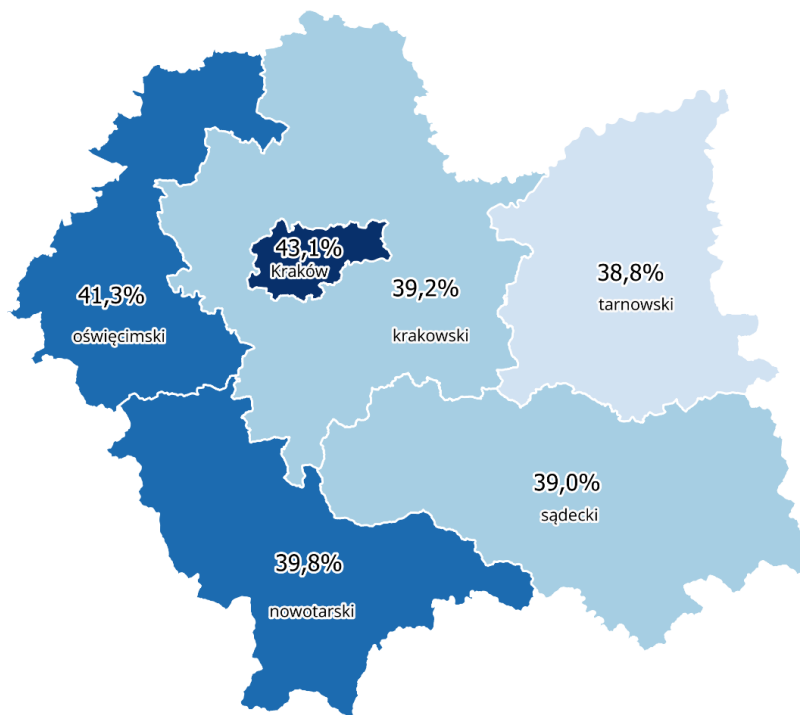 43,1%
Kraków
38,8%
tarnowski
41,3%
oświęcimski
39,2%
krakowski
39,0%
sądecki
39,8%
nowotarski